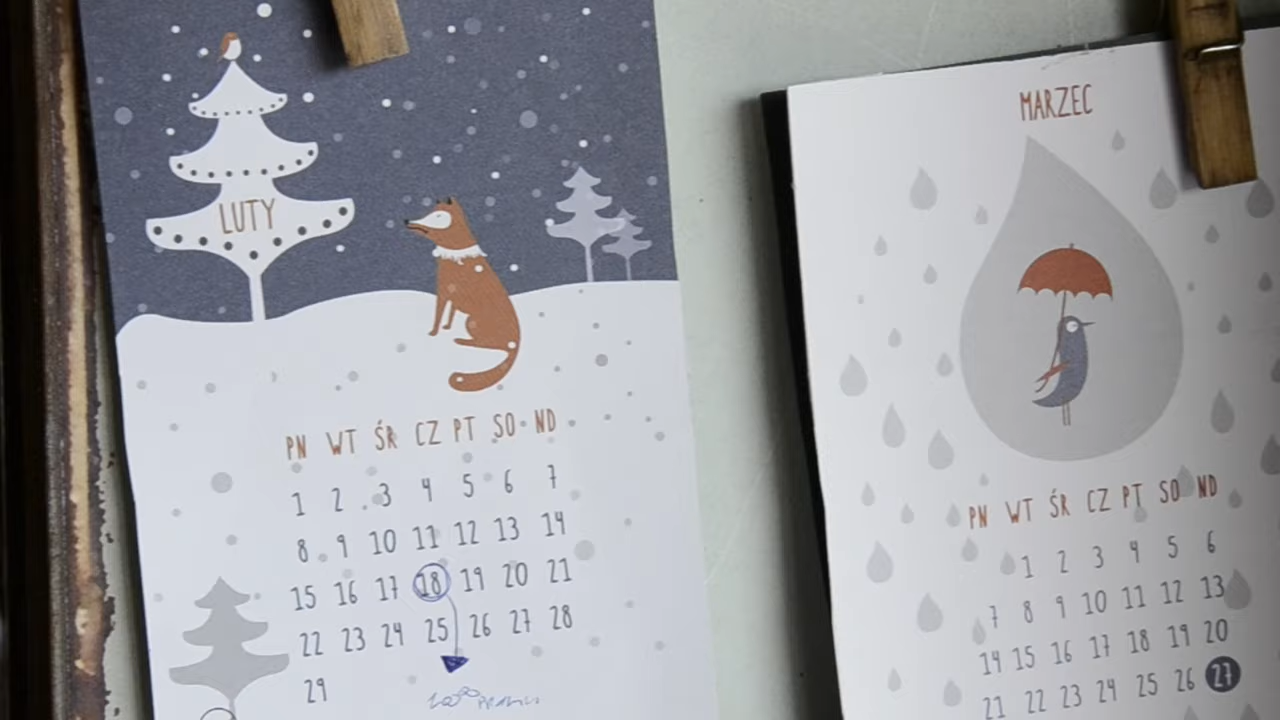 LUTY
PN WT ŚR CZ PT SO ND
1 2 3 4 5 6 7
8 9 10 11 12 13 14
15 16 17 18 19 20 21
22 23 24 25 26 27 28
29
MARZEC
PN WT ŚR CZ PT SO ND
1 2 3 4 5 6
7 8 9 10 11 12 13
14 15 16 17 18 19 20
21 22 23 24 25 26 27